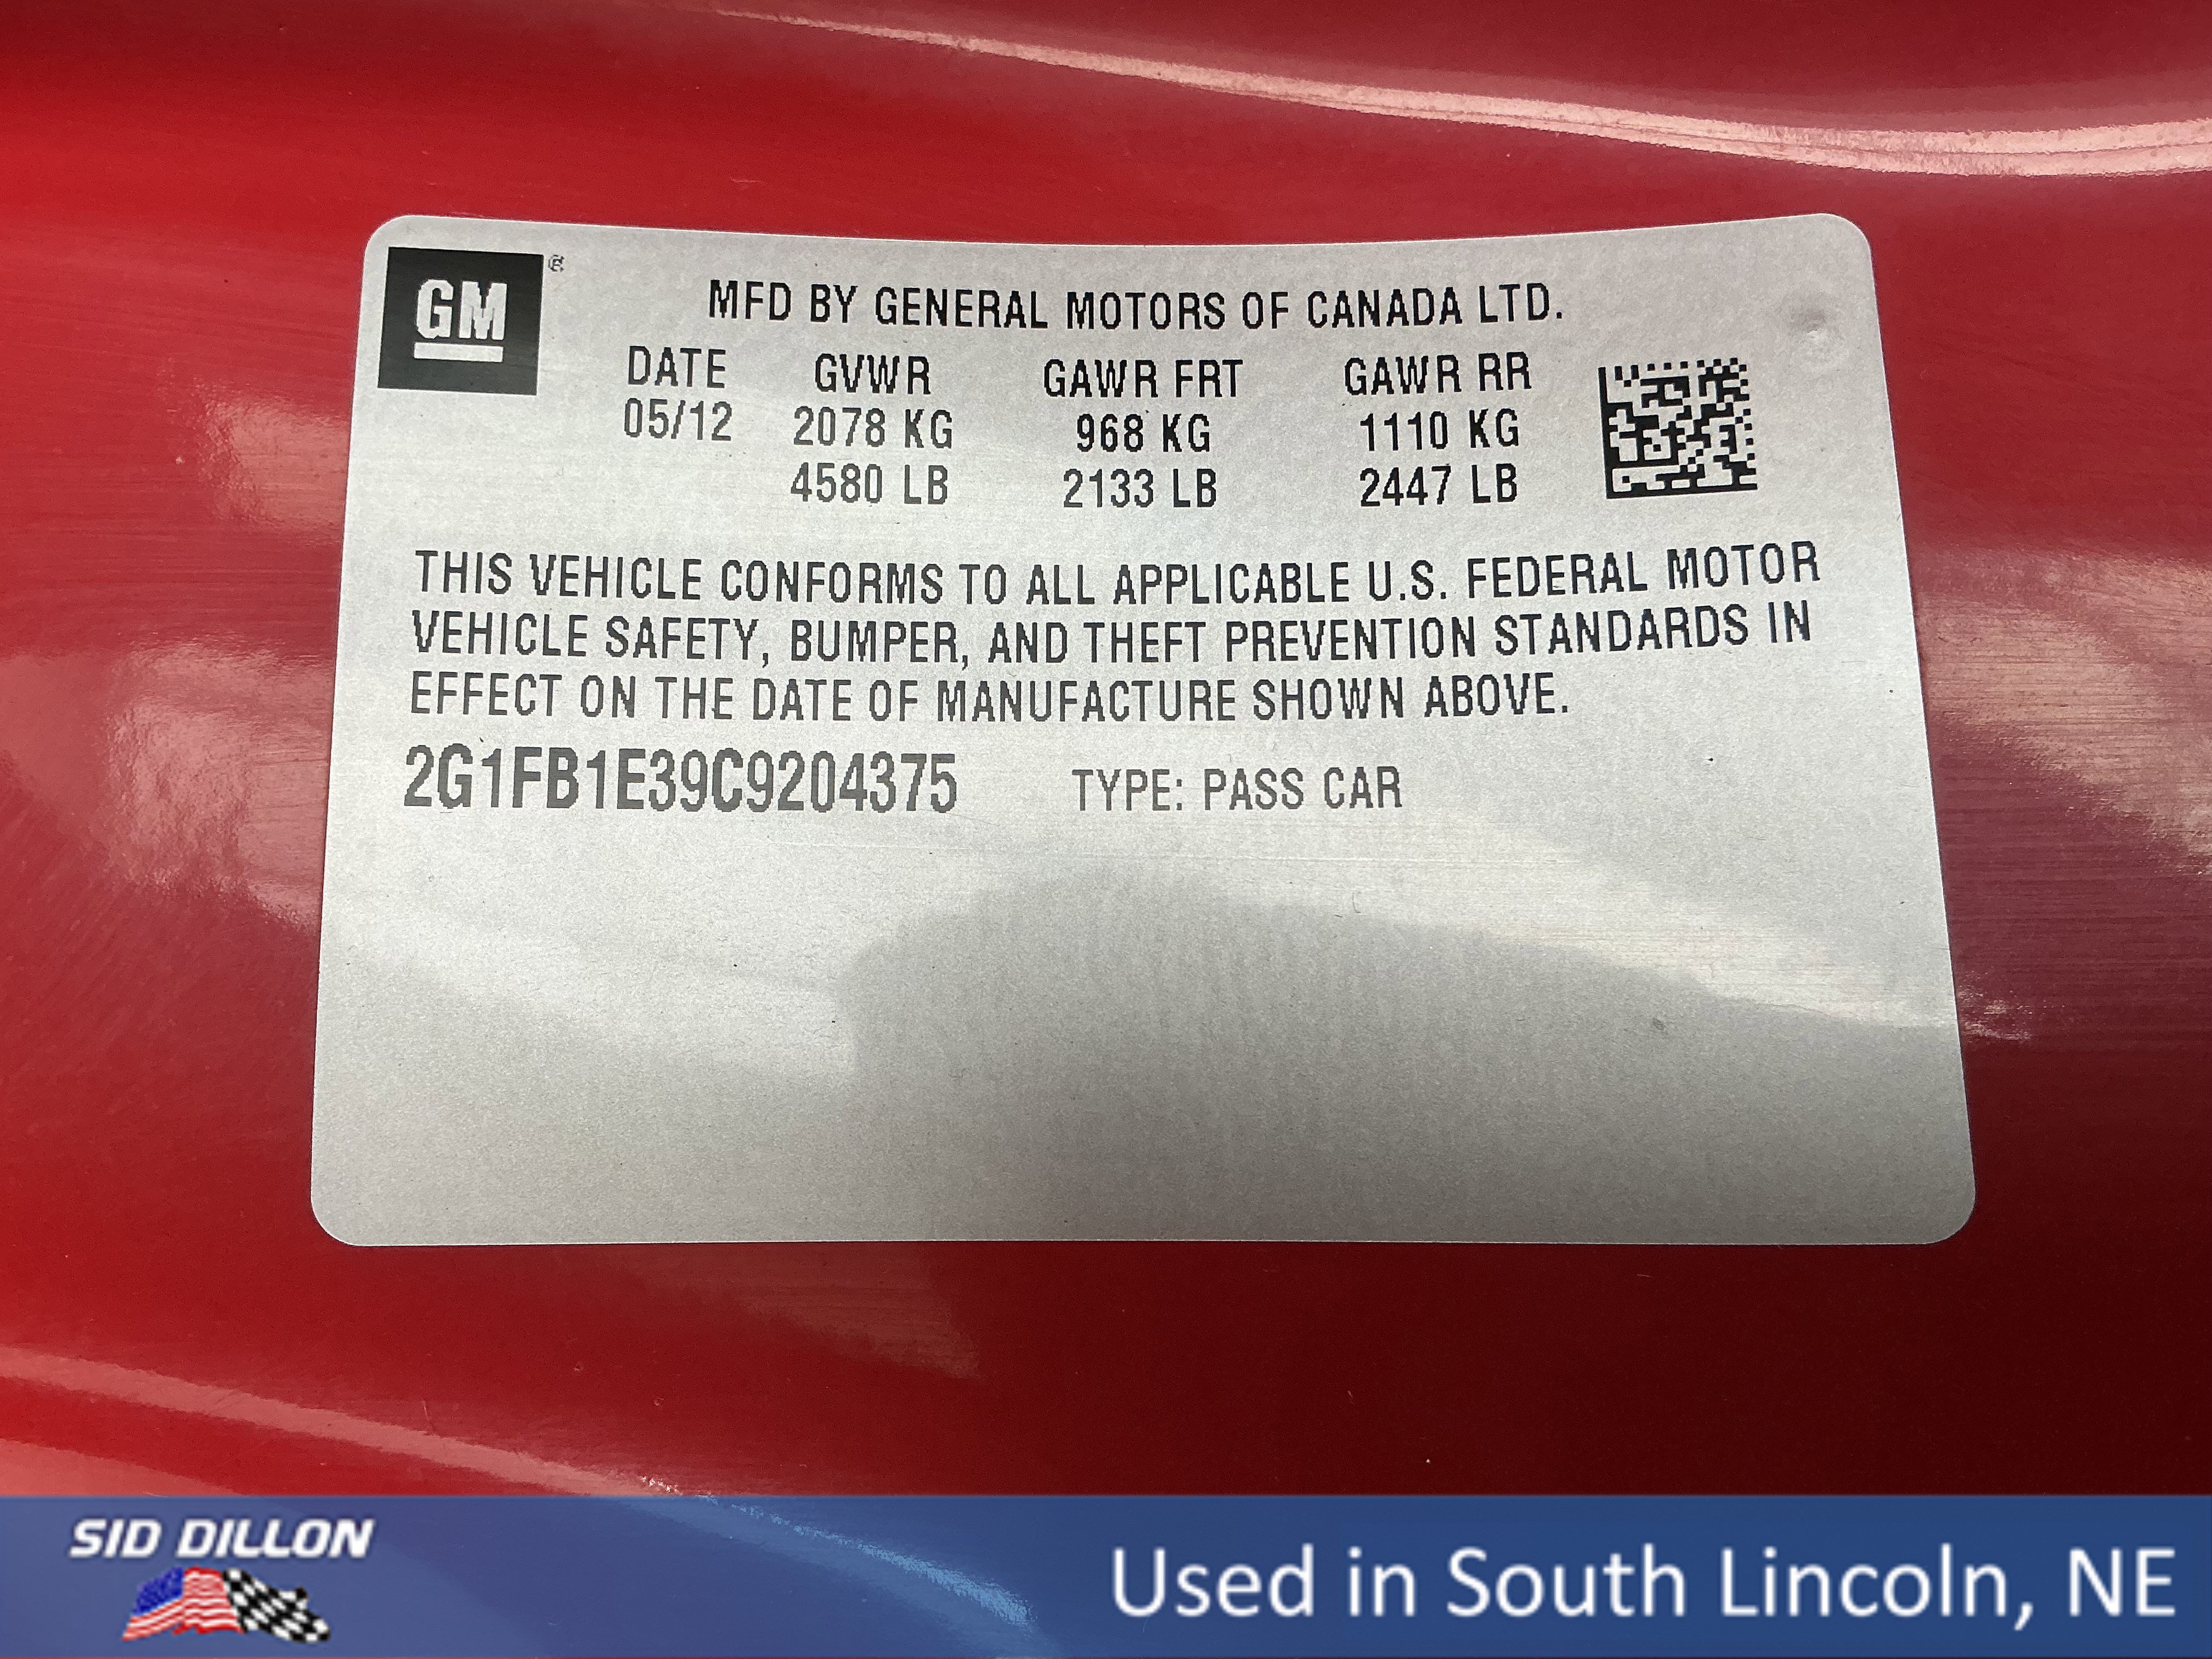 GM
MFD BY GENERAL MOTORS OF CANADA LTD.
DATE GVWR GAWR FRT GAWR RR
05/12 2078 KG 968 KG 1110 KG
4580 LB 2133 LB 2447 LB
THIS VEHICLE CONFORMS TO ALL APPLICABLE U.S. FEDERAL MOTOR
VEHICLE SAFETY, BUMPER, AND THEFT PREVENTION STANDARDS IN
EFFECT ON THE DATE OF MANUFACTURE SHOWN ABOVE.
2G1FB1E39C9204375 TYPE: PASS CAR
SID DILLON
Used in South Lincoln, NE